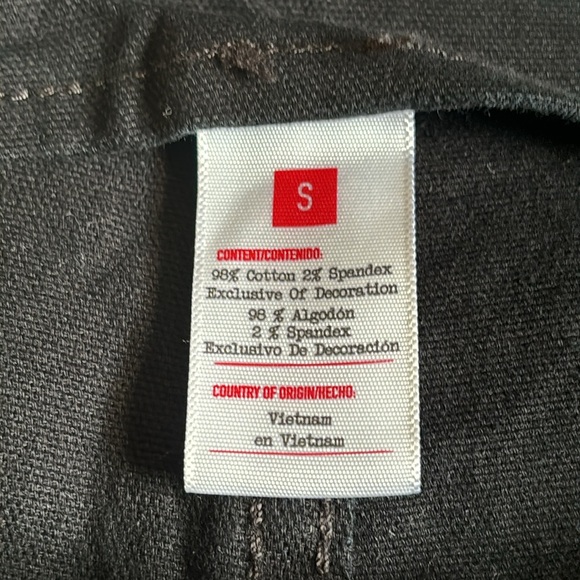 S
CONTENT/CONTENIDO:
98% Cotton 2% Spandex
Exclusive Of Decoration
98 % Algodón
2 % Spandex
Exclusivo De Decoración
COUNTRY OF ORIGIN/HECHO:
Vietnam
en Vietnam